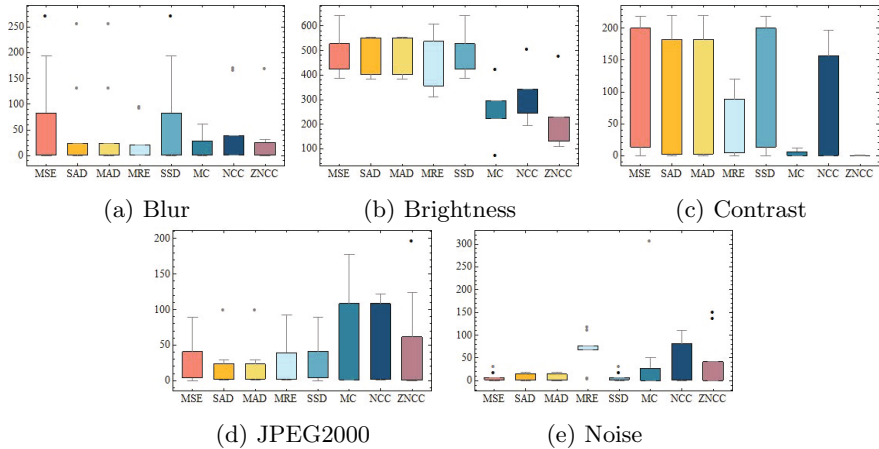 250
200
150
100
50
0
MSE SAD MAD MRE SSD MC NCC ZNCC
(a) Blur
600
500
400
300
200
100
MSE SAD MAD MRE SSD MC NCC ZNCC
(b) Brightness
200
150
100
50
0
MSE SAD MAD MRE SSD MC NCC ZNCC
(c) Contrast
200
150
100
50
0
MSE SAD MAD MRE SSD MC NCC ZNCC
(d) JPEG2000
300
250
200
150
100
50
0
MSE SAD MAD MRE SSD MC NCC ZNCC
(e) Noise